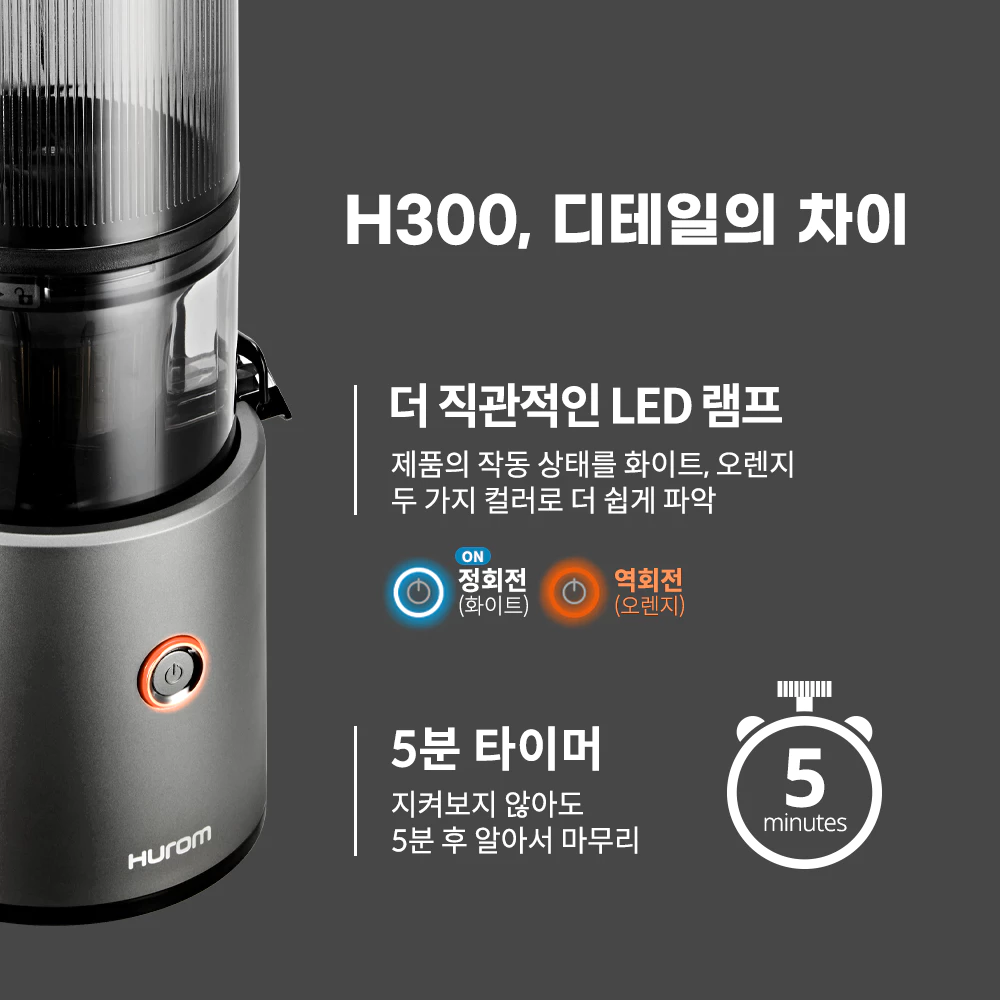 H300, 디테일의 차이
더 직관적인 LED 램프
제품의 작동 상태를 화이트, 오렌지
두 가지 컬러로 더 쉽게 파악
ON
정회전
(화이트)
역회전
(오렌지)
5분 타이머
지켜보지 않아도
5분 후 알아서 마무리
5
minutes
Hurom